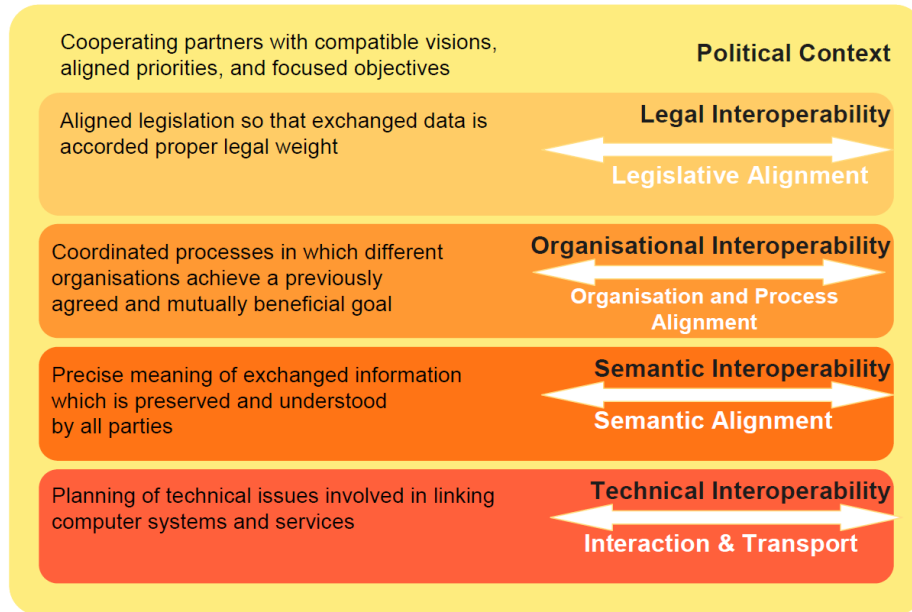 Cooperating partners with compatible visions,
aligned priorities, and focused objectives
Political Context
Aligned legislation so that exchanged data is
accorded proper legal weight
Legal Interoperability
Legislative Alignment
Coordinated processes in which different
organisations achieve a previously
agreed and mutually beneficial goal
Organisational Interoperability
Organisation and Process
Alignment
Precise meaning of exchanged information
which is preserved and understood
by all parties
Semantic Interoperability
Semantic Alignment
Planning of technical issues involved in linking
computer systems and services
Technical Interoperability
Interaction & Transport